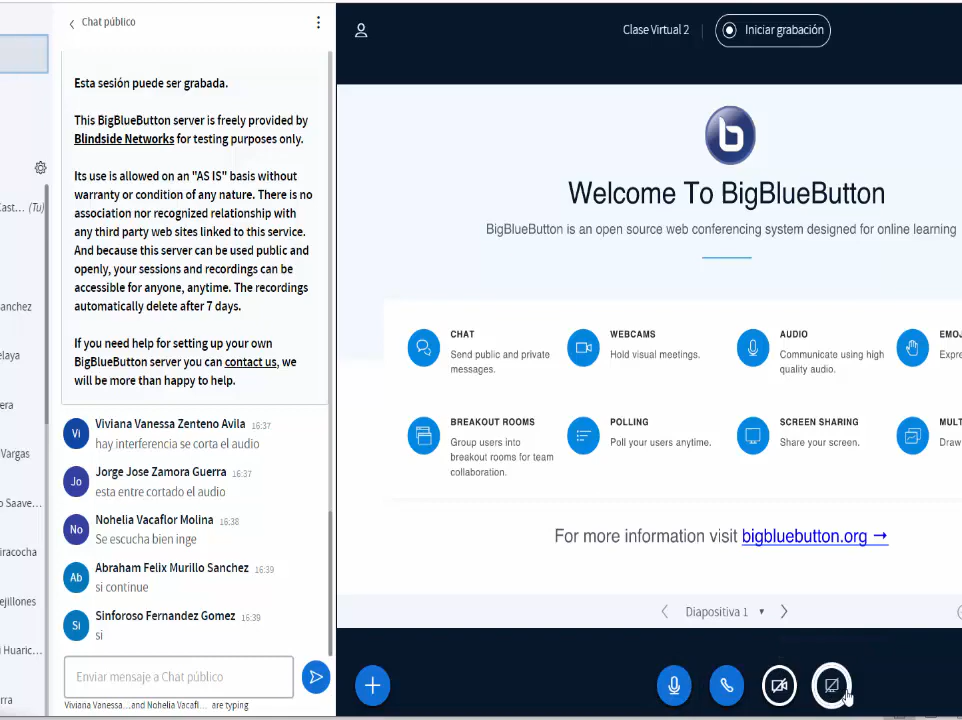 Cast... (Tu)
Vargas
Chat público
Esta sesión puede ser grabada.
This BigBlueButton server is freely provided by
Blindside Networks for testing purposes only.
Its use is allowed on an "AS IS" basis without
warranty or condition of any nature. There is no
association nor recognized relationship with
any third party web sites linked to this service.
And because this server can be used public and
openly, your sessions and recordings can be
accessible for anyone, anytime. The recordings
automatically delete after 7 days.
If you need help for setting up your own
BigBlueButton server you can contact us, we
will be more than happy to help.
Vi
Viviana Vanessa Zenteno Avila 16:37
hay interferencia se corta el audio
Jo
Jorge Jose Zamora Guerra 16:37
esta entre cortado el audio
No
Nohelia Vacaflor Molina 16:38
Se escucha bien inge
Ab
Abraham Felix Murillo Sanchez 16:39
si continue
Si
Sinforoso Fernandez Gomez 16:39
si
Enviar mensaje a Chat público
Viviana Vanessa...and Nohelia Vacafl... are typing
Clase Virtual 2
Iniciar grabación
b
Welcome To BigBlueButton
BigBlueButton is an open source web conferencing system designed for online learning
CHAT
Send public and private
messages.
WEBCAMS
Hold visual meetings.
AUDIO
Communicate using high
quality audio.
EMOJ
Expre
BREAKOUT ROOMS
Group users into
breakout rooms for team
collaboration.
POLLING
Poll your users anytime.
SCREEN SHARING
Share your screen.
MULT
Draw
For more information visit bigbluebutton.org →
Diapositiva 1